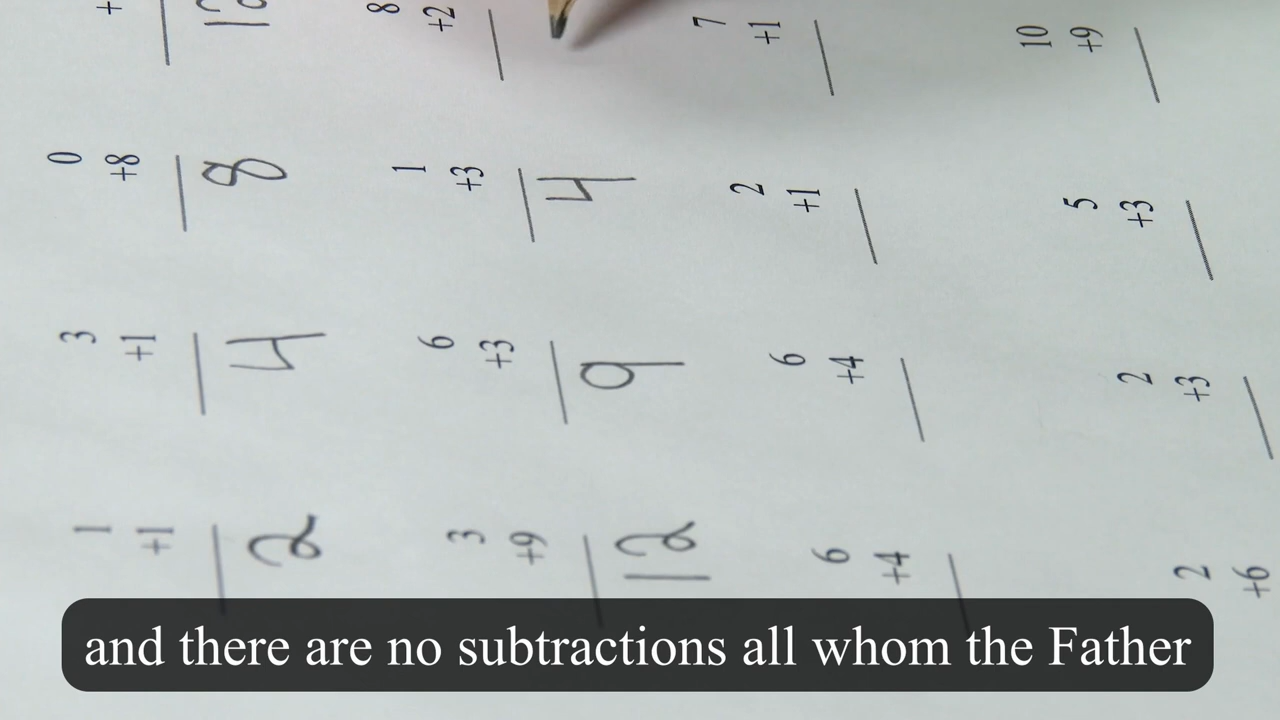 1 3 0
+1 +1 +8 +
2 4 8
3 6 1 8
+9 +3 +3 +2
12 9 4
6 6 2 7
+4 +4 +1 +1
2 2 5 10
+6 +3 +3 +9
and there are no subtractions all whom the Father